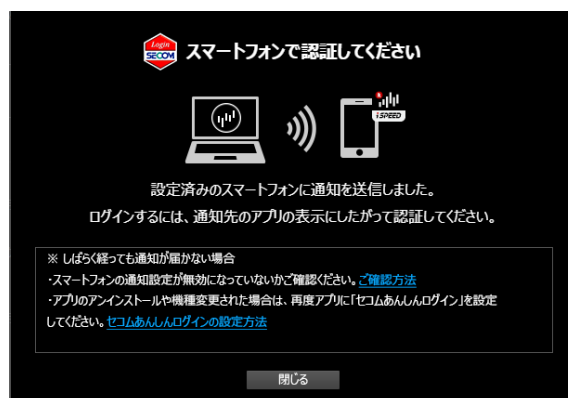 Login
SECOM
スマートフォンで認証してください
iSPEED
設定済みのスマートフォンに通知を送信しました。
ログインするには、通知先のアプリの表示にしたがって認証してください。
※ しばらく経っても通知が届かない場合
・スマートフォンの通知設定が無効になっていないかご確認ください。ご確認方法
・アプリのアンインストールや機種変更された場合は、再度アプリに「セコムあんしんログイン」を設定
してください。セコムあんしんログインの設定方法
閉じる